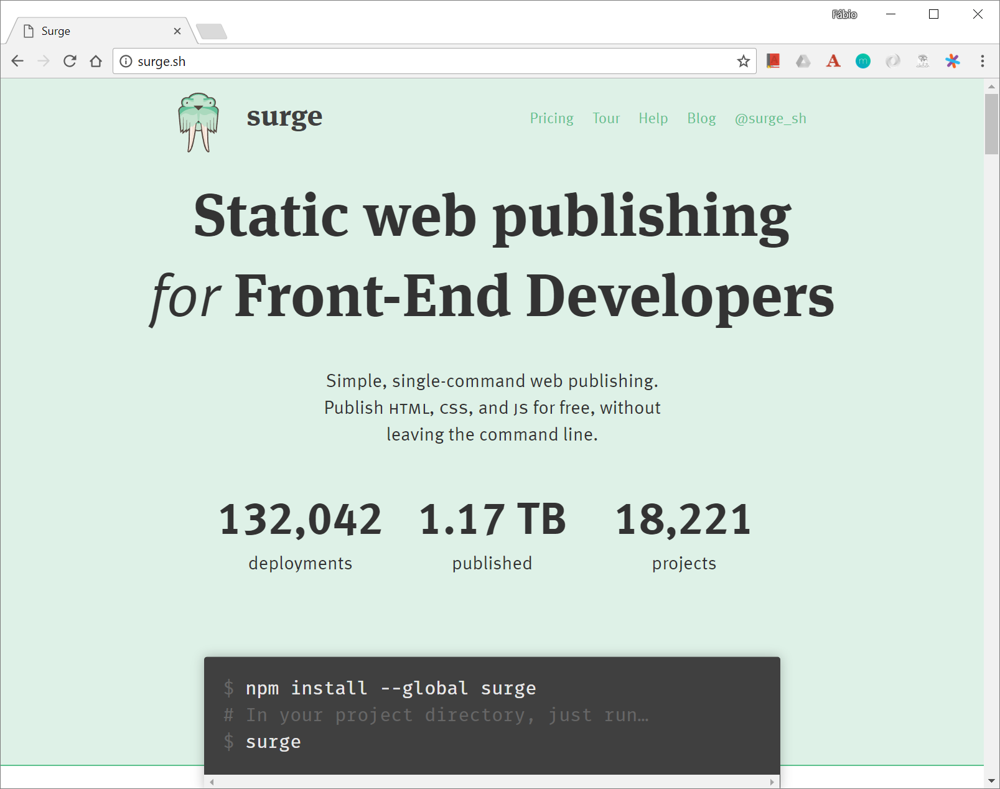 Fábio
Surge
surge.sh
surge
Pricing Tour Help Blog @surge_sh
Static web publishing
for Front-End Developers
Simple, single-command web publishing.
Publish HTML, CSS, and JS for free, without
leaving the command line.
132,042 1.17 TB 18,221
deployments published projects
$ npm install --global surge
# In your project directory, just run…
$ surge